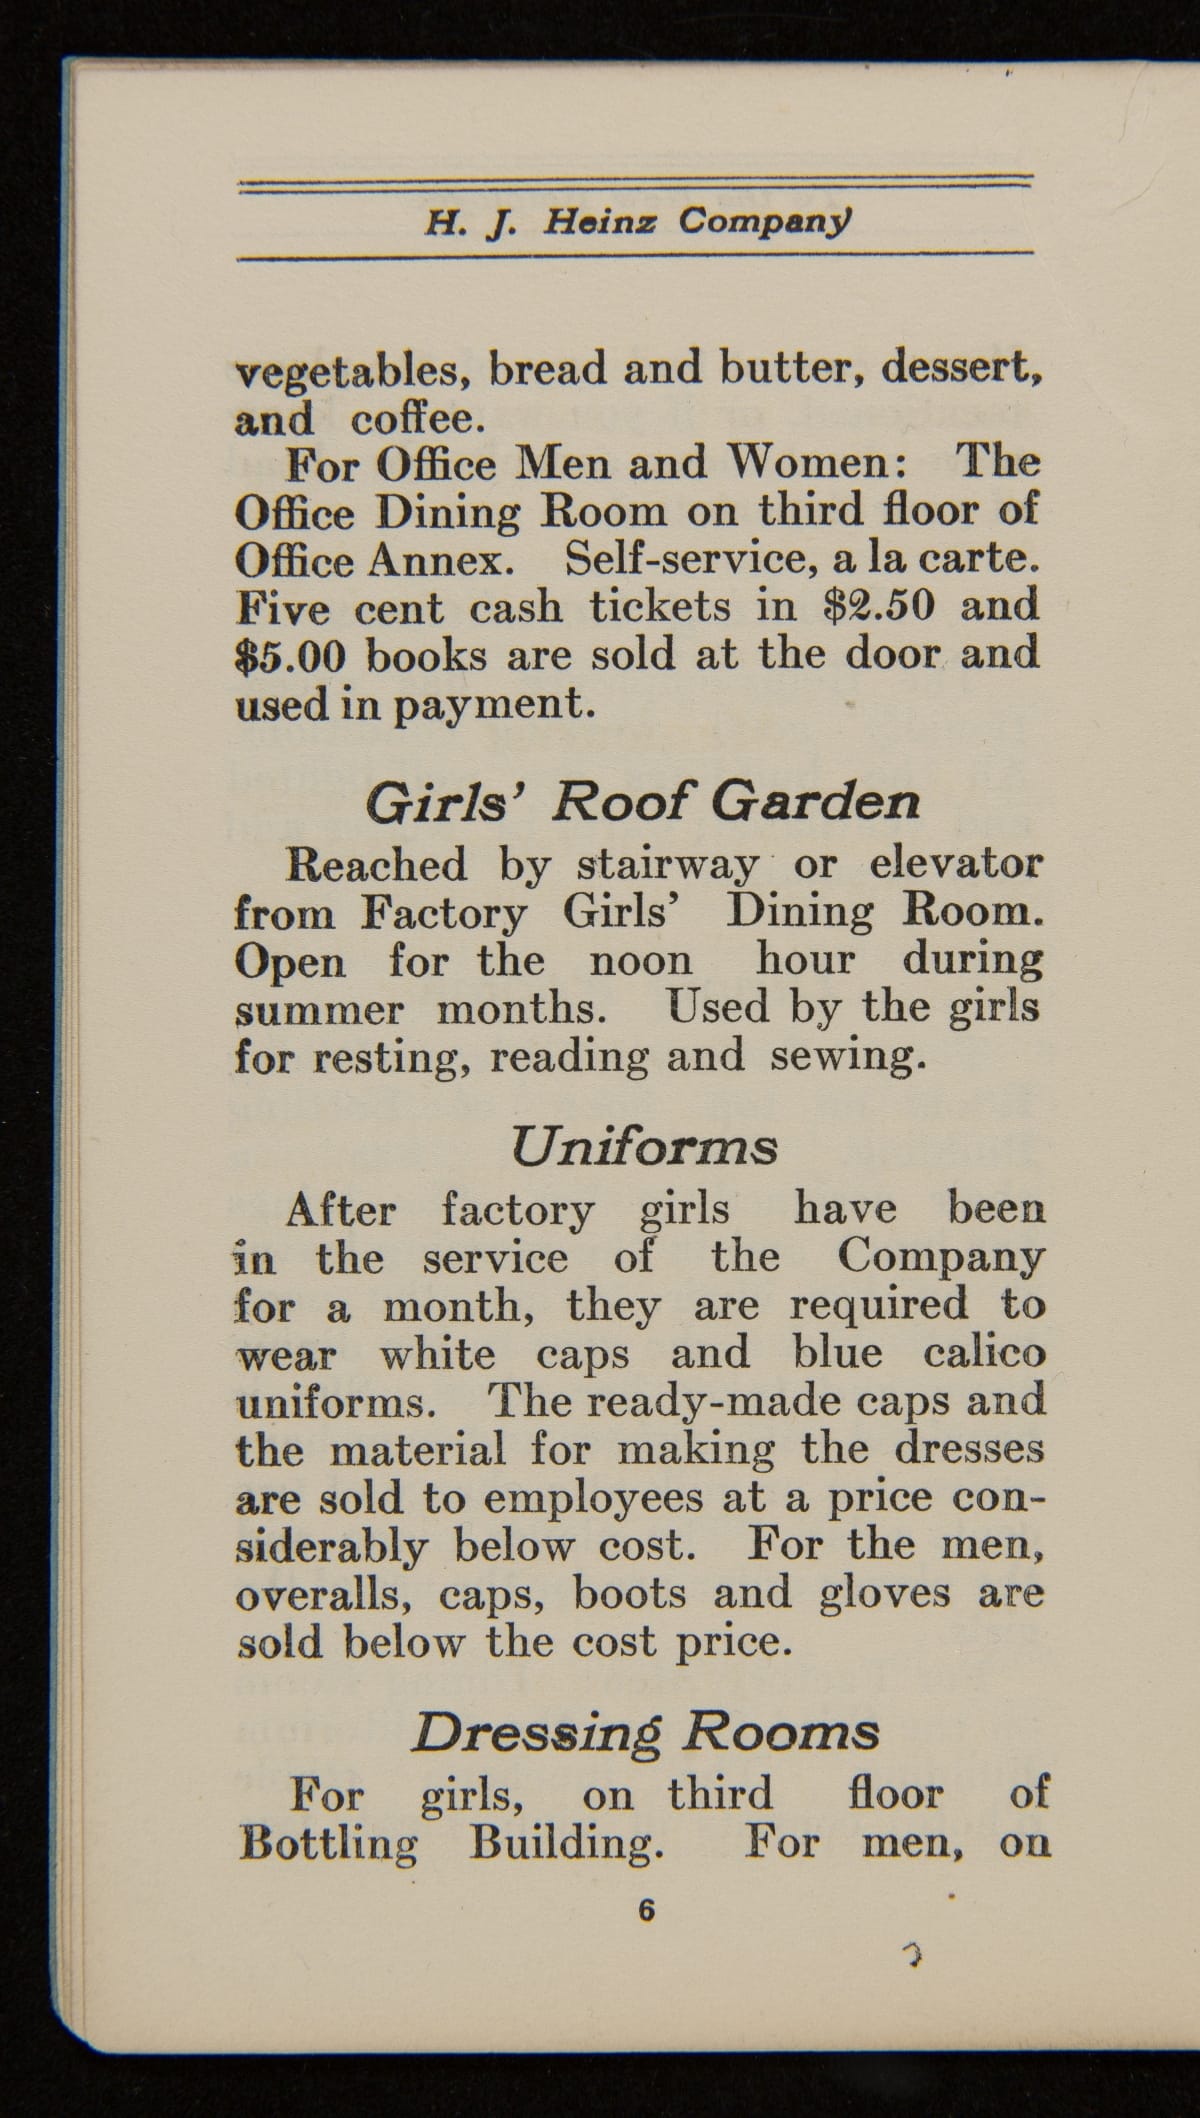 H. J. Heinz Company
vegetables, bread and butter, dessert,
and coffee.
For Office Men and Women: The
Office Dining Room on third floor of
Office Annex. Self-service, a la carte.
Five cent cash tickets in $2.50 and
$5.00 books are sold at the door and
used in payment.
Girls' Roof Garden
Reached by stairway or elevator
from Factory Girls' Dining Room.
Open for the noon hour during
summer months. Used by the girls
for resting, reading and sewing.
Uniforms
After factory girls have been
in the service of the Company
for a month, they are required to
wear white caps and blue calico
uniforms. The ready-made caps and
the material for making the dresses
are sold to employees at a price con-
siderably below cost. For the men,
overalls, caps, boots and gloves are
sold below the cost price.
Dressing Rooms
For girls, on third floor of
Bottling Building. For men, on
6